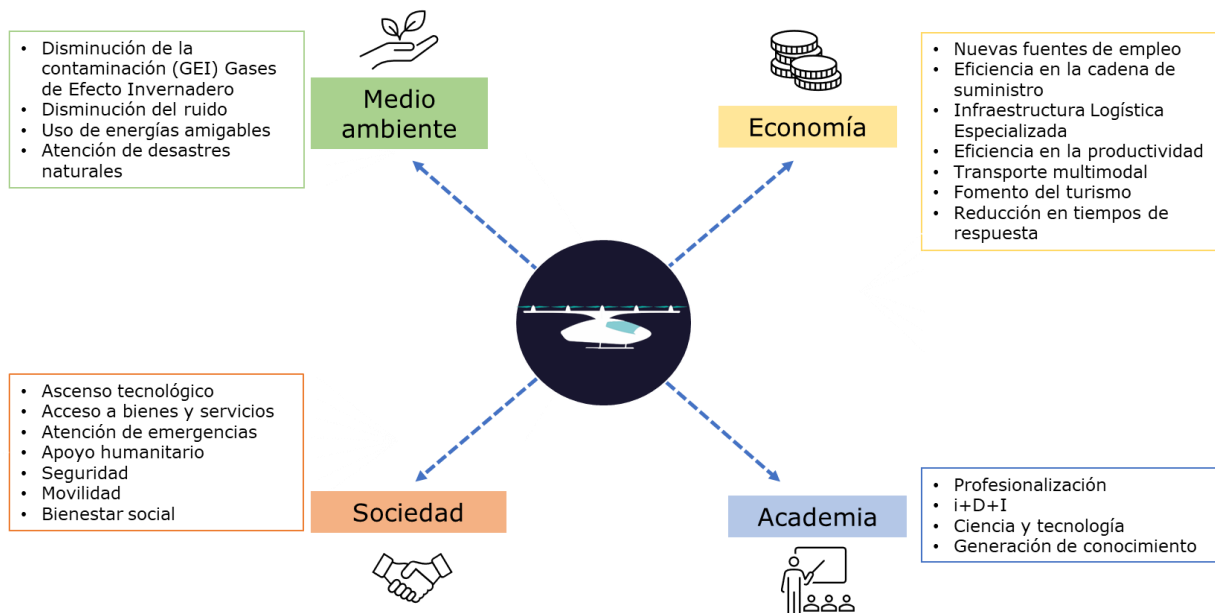 • Disminución de la
contaminación (GEI) Gases
de Efecto Invernadero
• Disminución del ruido
• Uso de energías amigables
• Atención de desastres
naturales
Medio
ambiente
Economía
• Nuevas fuentes de empleo
• Eficiencia en la cadena de
suministro
• Infraestructura Logística
Especializada
• Eficiencia en la productividad
• Transporte multimodal
• Fomento del turismo
• Reducción en tiempos de
respuesta
• Ascenso tecnológico
• Acceso a bienes y servicios
• Atención de emergencias
• Apoyo humanitario
• Seguridad
• Movilidad
• Bienestar social
Sociedad
Academia
• Profesionalización
• i+D+I
• Ciencia y tecnología
• Generación de conocimiento